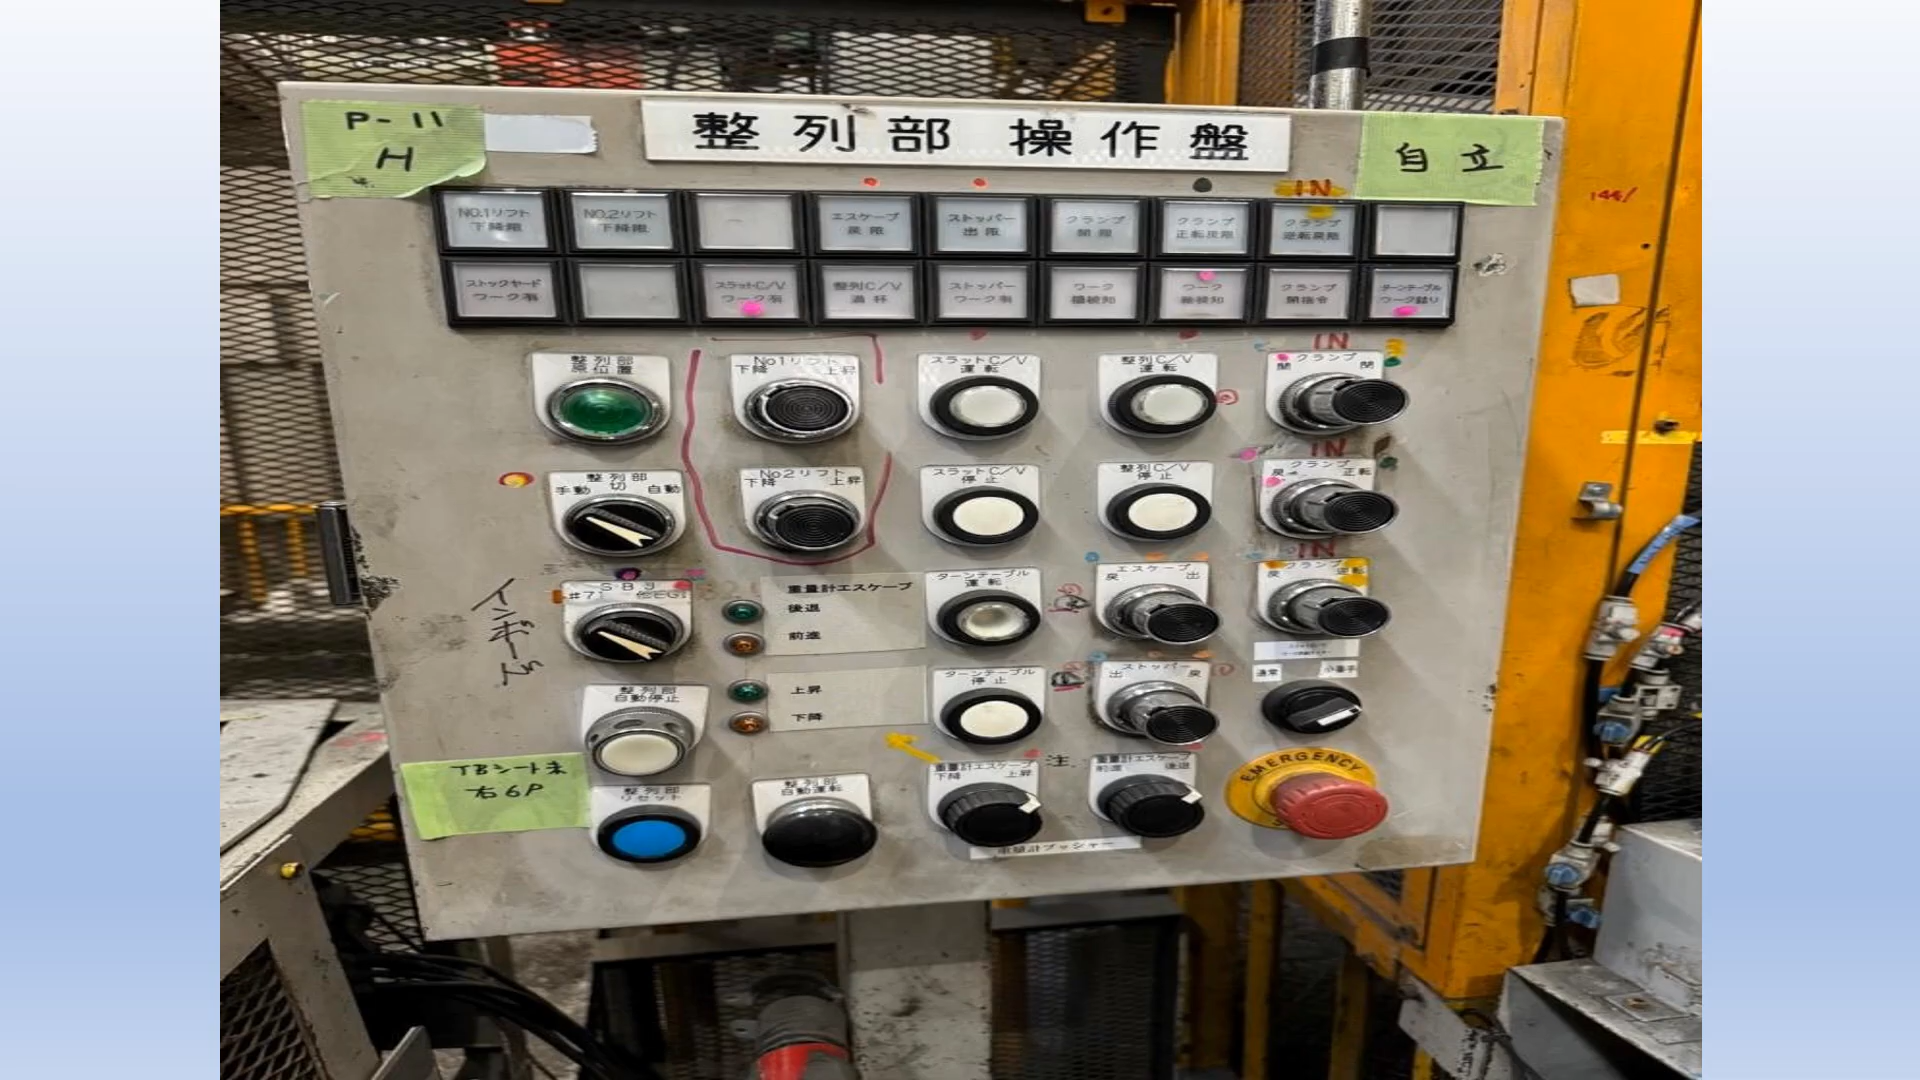 P-11
H
整列部 操作盤
自立
IN
NO.1リフト
下降限
NO.2リフト
下降限
エスケープ
戻限
ストッパー
出限
クランプ
開限
クランプ
正転戻限
クランプ
逆転戻限
ストックヤード
ワーク有
スラットC/V
ワーク有
整列C/V
満杯
ストッパー
ワーク有
ワーク
ワーク
クランプ
閉指令
ターンテーブル
ワーク詰り
整列部
原位置
No1リフト
下降 上昇
スラットC/V
運転
整列C/V
運転
IN
クランプ
開 閉
整列部
手動 切 自動
No2リフト
下降 上昇
スラットC/V
停止
整列C/V
停止
IN
クランプ
戻 正転
SBJ
#71
重量計エスケープ
後退
前進
ターンテーブル
運転
エスケープ
戻 出
IN
クランプ
戻 逆転
整列部
自動停止
上昇
下降
ターンテーブル
停止
ストッパー
出 戻
通常
整列部
リセット
整列部
自動運転
重量計エスケープ
下降 上昇
注
重量計エスケープ
前進 後退
EMERGENCY
重量計プッシャー
右6P
146/